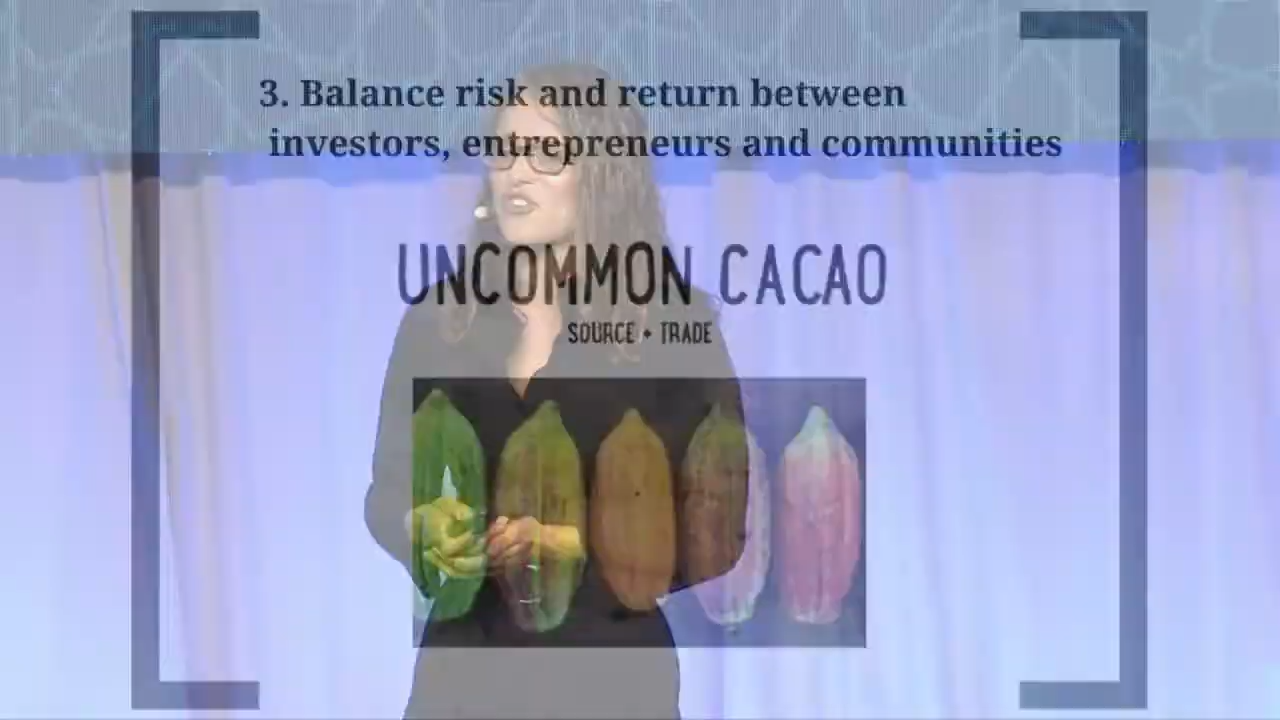 3. Balance risk and return between
investors, entrepreneurs and communities
UNCOMMON CACAO
SOURCE + TRADE